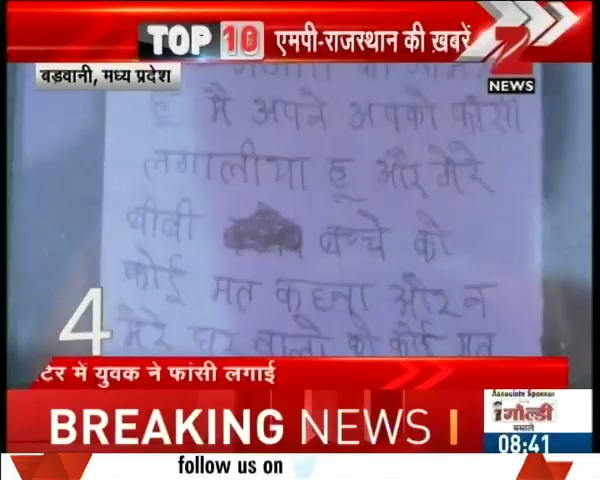 TOP 10 एमपी-राजस्थान की ख़बरें
Z
NEWS
बड़वानी, मध्य प्रदेश
हू मै अपने अपको फांसी
लगालीया हू और मेरे
बीबी बच्चे को
कोई मत कहना और न
मेरे घर वालो को कोई मत
4
में युवक ने फांसी लगाई
BREAKING NEWS
Associate Sponsor
गोल्डी
मसाले
08:41
follow us on